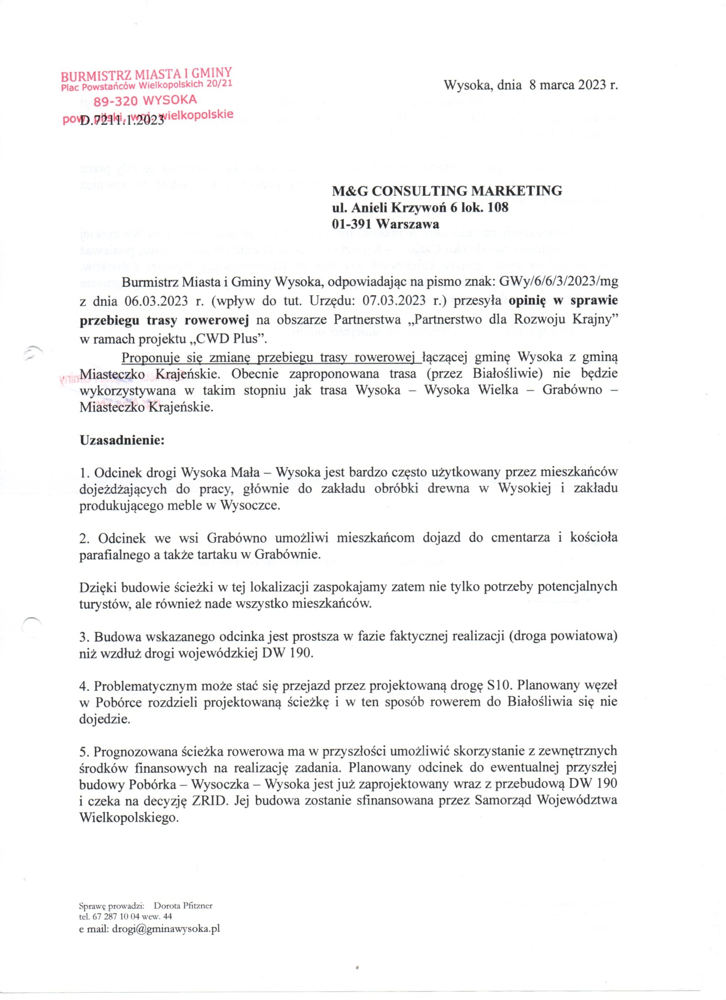 BURMISTRZ MIASTA I GMINY
Plac Powstańców Wielkopolskich 20/21
89-320 WYSOKA
pow. pilski, woj. wielkopolskie
D.7211.1.2023
Wysoka, dnia 8 marca 2023 r.
M&G CONSULTING MARKETING
ul. Anieli Krzywoń 6 lok. 108
01-391 Warszawa
Burmistrz Miasta i Gminy Wysoka, odpowiadając na pismo znak: GWy/6/6/3/2023/mg
z dnia 06.03.2023 r. (wpływ do tut. Urzędu: 07.03.2023 r.) przesyła opinię w sprawie
przebiegu trasy rowerowej na obszarze Partnerstwa „Partnerstwo dla Rozwoju Krajny”
w ramach projektu „CWD Plus”.
Proponuje się zmianę przebiegu trasy rowerowej łączącej gminę Wysoka z gminą
Miasteczko Krajeńskie. Obecnie zaproponowana trasa (przez Białośliwie) nie będzie
wykorzystywana w takim stopniu jak trasa Wysoka – Wysoka Wielka – Grabówno –
Miasteczko Krajeńskie.
Uzasadnienie:
1. Odcinek drogi Wysoka Mała – Wysoka jest bardzo często użytkowany przez mieszkańców
dojeżdżających do pracy, głównie do zakładu obróbki drewna w Wysokiej i zakładu
produkującego meble w Wysoczce.
2. Odcinek we wsi Grabówno umożliwi mieszkańcom dojazd do cmentarza i kościoła
parafialnego a także tartaku w Grabównie.
Dzięki budowie ścieżki w tej lokalizacji zaspokajamy zatem nie tylko potrzeby potencjalnych
turystów, ale również nade wszystko mieszkańców.
3. Budowa wskazanego odcinka jest prostsza w fazie faktycznej realizacji (droga powiatowa)
niż wzdłuż drogi wojewódzkiej DW 190.
4. Problematycznym może stać się przejazd przez projektowaną drogę S10. Planowany węzeł
w Pobórce rozdzieli projektowaną ścieżkę i w ten sposób rowerem do Białośliwia się nie
dojedzie.
5. Prognozowana ścieżka rowerowa ma w przyszłości umożliwić skorzystanie z zewnętrznych
środków finansowych na realizację zadania. Planowany odcinek do ewentualnej przyszłej
budowy Pobórka – Wysoczka – Wysoka jest już zaprojektowany wraz z przebudową DW 190
i czeka na decyzję ZRID. Jej budowa zostanie sfinansowana przez Samorząd Województwa
Wielkopolskiego.
Sprawę prowadzi: Dorota Pfitzner
tel. 67 287 10 04 wew. 44
e mail: drogi@gminawysoka.pl